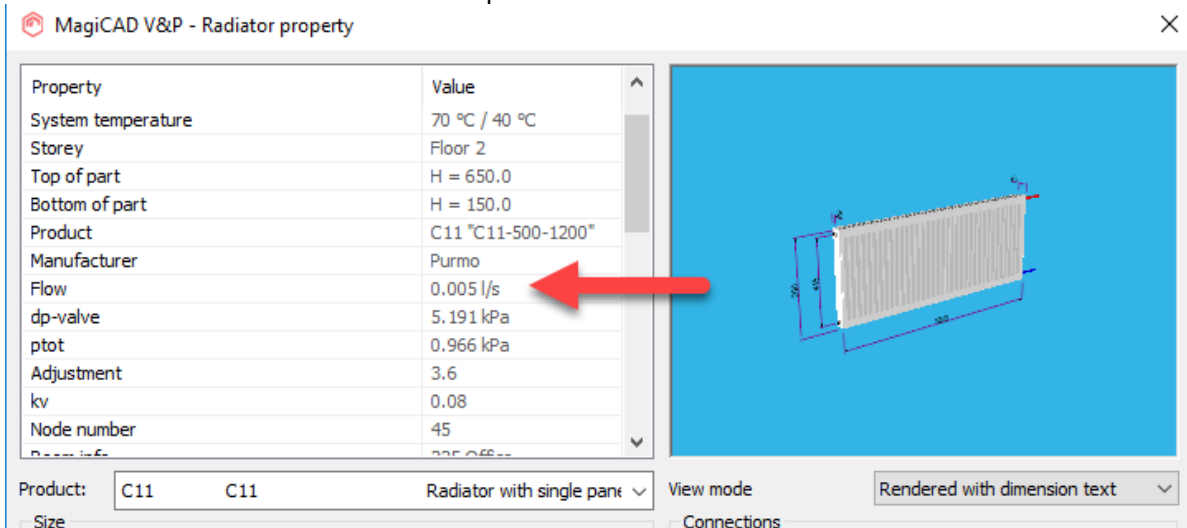 MagiCAD V&P - Radiator property
Property Value
System temperature 70 °C / 40 °C
Storey Floor 2
Top of part H = 650.0
Bottom of part H = 150.0
Product C11 "C11-500-1200"
Manufacturer Purmo
Flow 0.005 l/s
dp-valve 5.191 kPa
ptot 0.966 kPa
Adjustment 3.6
kv 0.08
Node number 45
Product: C11 C11 Radiator with single pane
View mode Rendered with dimension text
Size
Connections